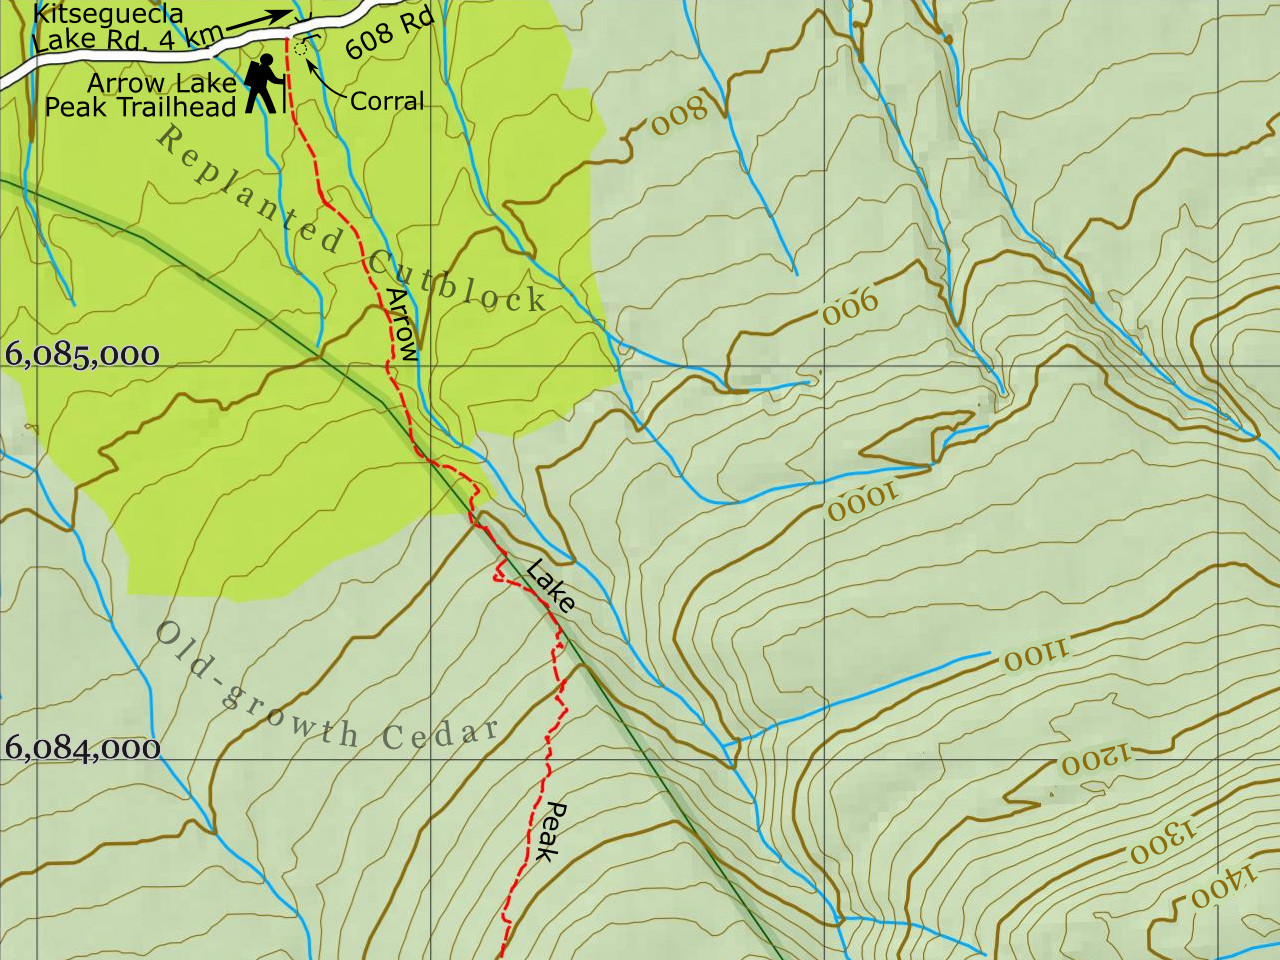 Kitseguecla
Lake Rd. 4 km
608 Rd
Arrow Lake
Peak Trailhead
Corral
800
Replanted Cutblock
Arrow
900
6,085,000
1000
Lake
Old-growth Cedar
1100
6,084,000
1200
Peak
1300
1400